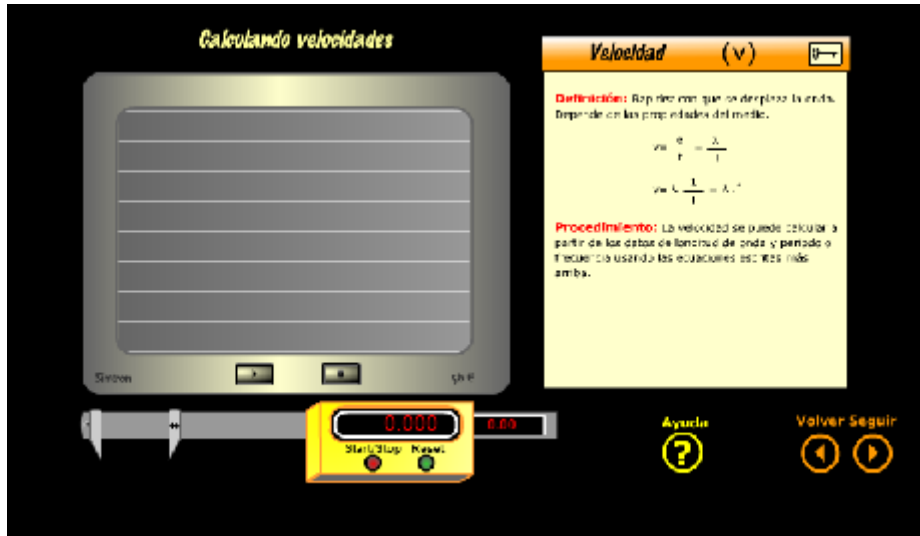 Calculando velocidades
Velocidad (v)
Definición: Rapidez con que se desplaza la onda.
Depende de las propiedades del medio.
Procedimiento: La velocidad se puede calcular a
partir de los datos de longitud de onda y periodo o
frecuencia usando las ecuaciones escritas más
arriba.
0.000
0.00
Start/Stop Reset
Ayuda
Volver Seguir